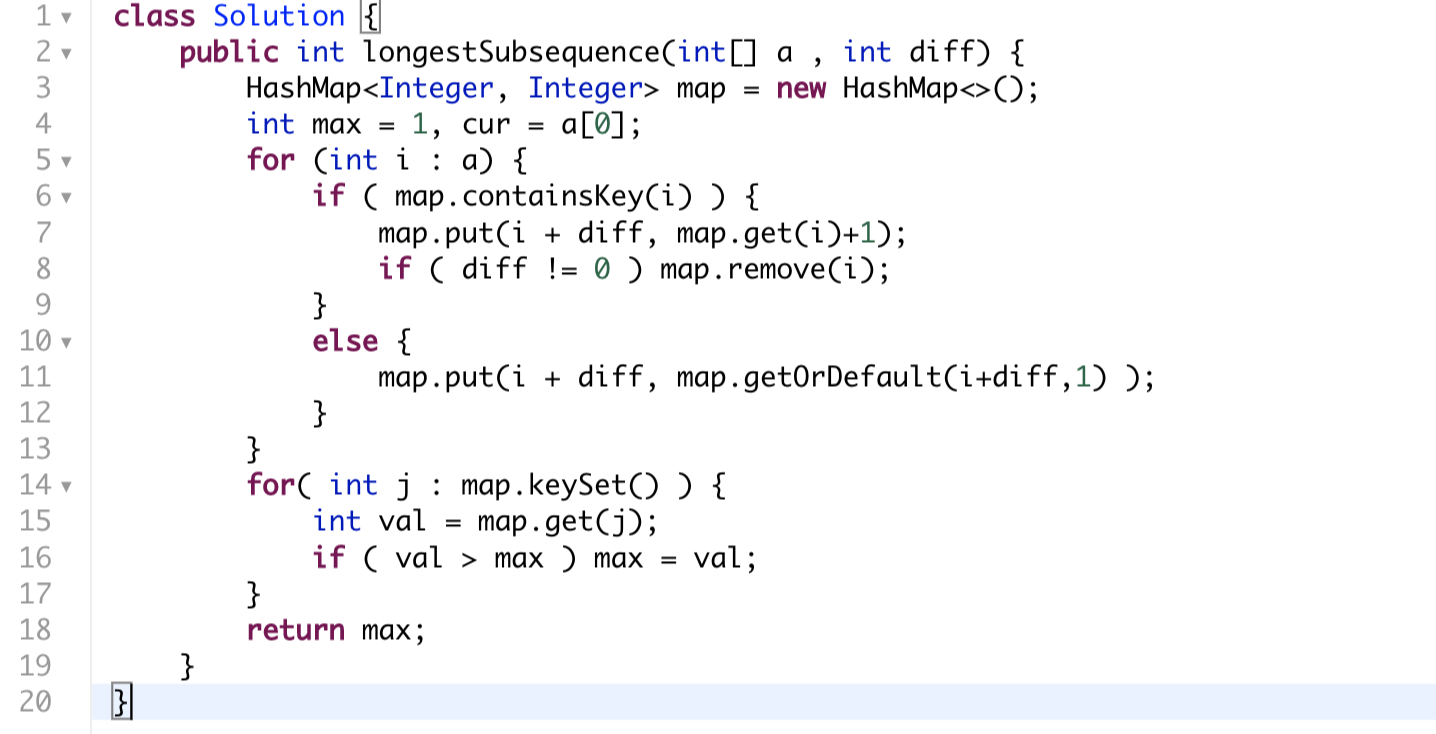 1 class Solution {
2     public int longestSubsequence(int[] a , int diff) {
3         HashMap<Integer, Integer> map = new HashMap<>();
4         int max = 1, cur = a[0];
5         for (int i : a) {
6             if ( map.containsKey(i) ) {
7                 map.put(i + diff, map.get(i)+1);
8                 if ( diff != 0 ) map.remove(i);
9             }
10             else {
11                 map.put(i + diff, map.getOrDefault(i+diff,1) );
12             }
13         }
14         for( int j : map.keySet() ) {
15             int val = map.get(j);
16             if ( val > max ) max = val;
17         }
18         return max;
19     }
20 }